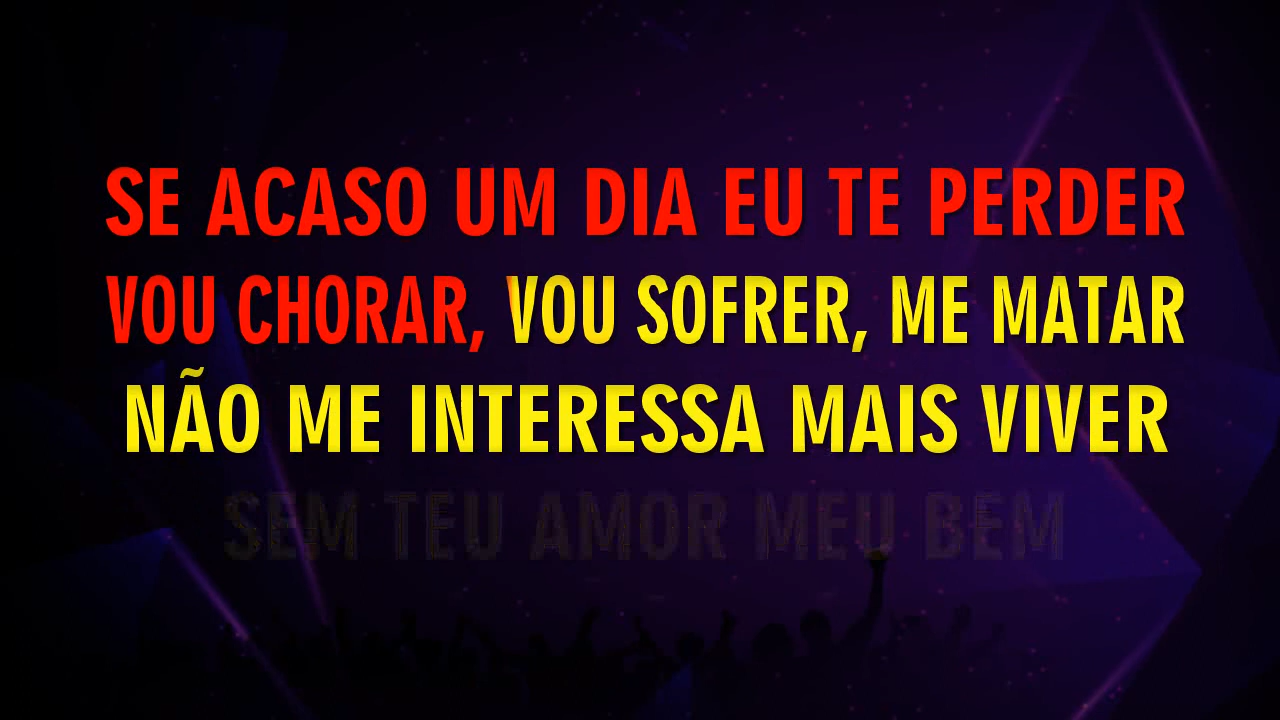 SE ACASO UM DIA EU TE PERDER
VOU CHORAR, VOU SOFRER, ME MATAR
NÃO ME INTERESSA MAIS VIVER
SEM TEU AMOR MEU BEM